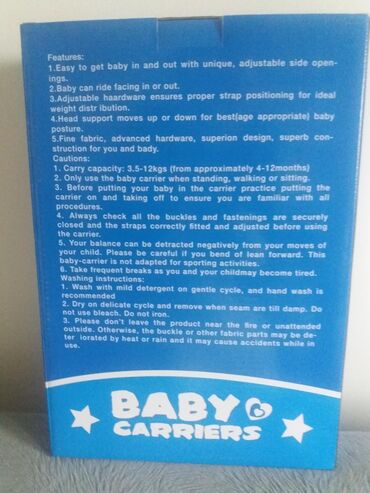 Features:
1.Easy to get baby in and out with unique, adjustable side open-
ings.
2.Baby can ride facing in or out.
3.Adjustable haardware ensures proper strap positioning for ideal
weight distr ibution.
4.Head support moves up or down for best(age appropriate) baby
posture.
5.Fine fabric, advanced hardware, superion design, superb con-
struction for you and bady.
Cautions:
1. Carry capacity: 3.5-12kgs (from approximately 4-12months)
2. Only use the baby carrier when standing, walking or sitting.
3. Before putting your baby in the carrier practice putting the
carrier on and taking off to ensure you are familiar with all
procedures.
4. Always check all the buckles and fastenings are securely
closed and the straps correctly fitted and adjusted before using
the carrier.
5. Your balance can be detracted negatively from your moves of
your child. Please be careful if you bend of lean forward. This
baby-carrier is not adapted for sporting activities.
6. Take frequent breaks as you and your childmay become tired.
Washing instructions:
1. Wash with mild detergent on gentle cycle, and hand wash is
recommended
2. Dry on delicate cycle and remove when seam are till damp. Do
not use bleach. Do not iron.
3. Please don't leave the product near the fire or unattended
outside. Otherwise, the buckle or other fabric parts may be de-
ter iorated by heat or rain and it may cause accidents while in
use.
BABY
CARRIERS